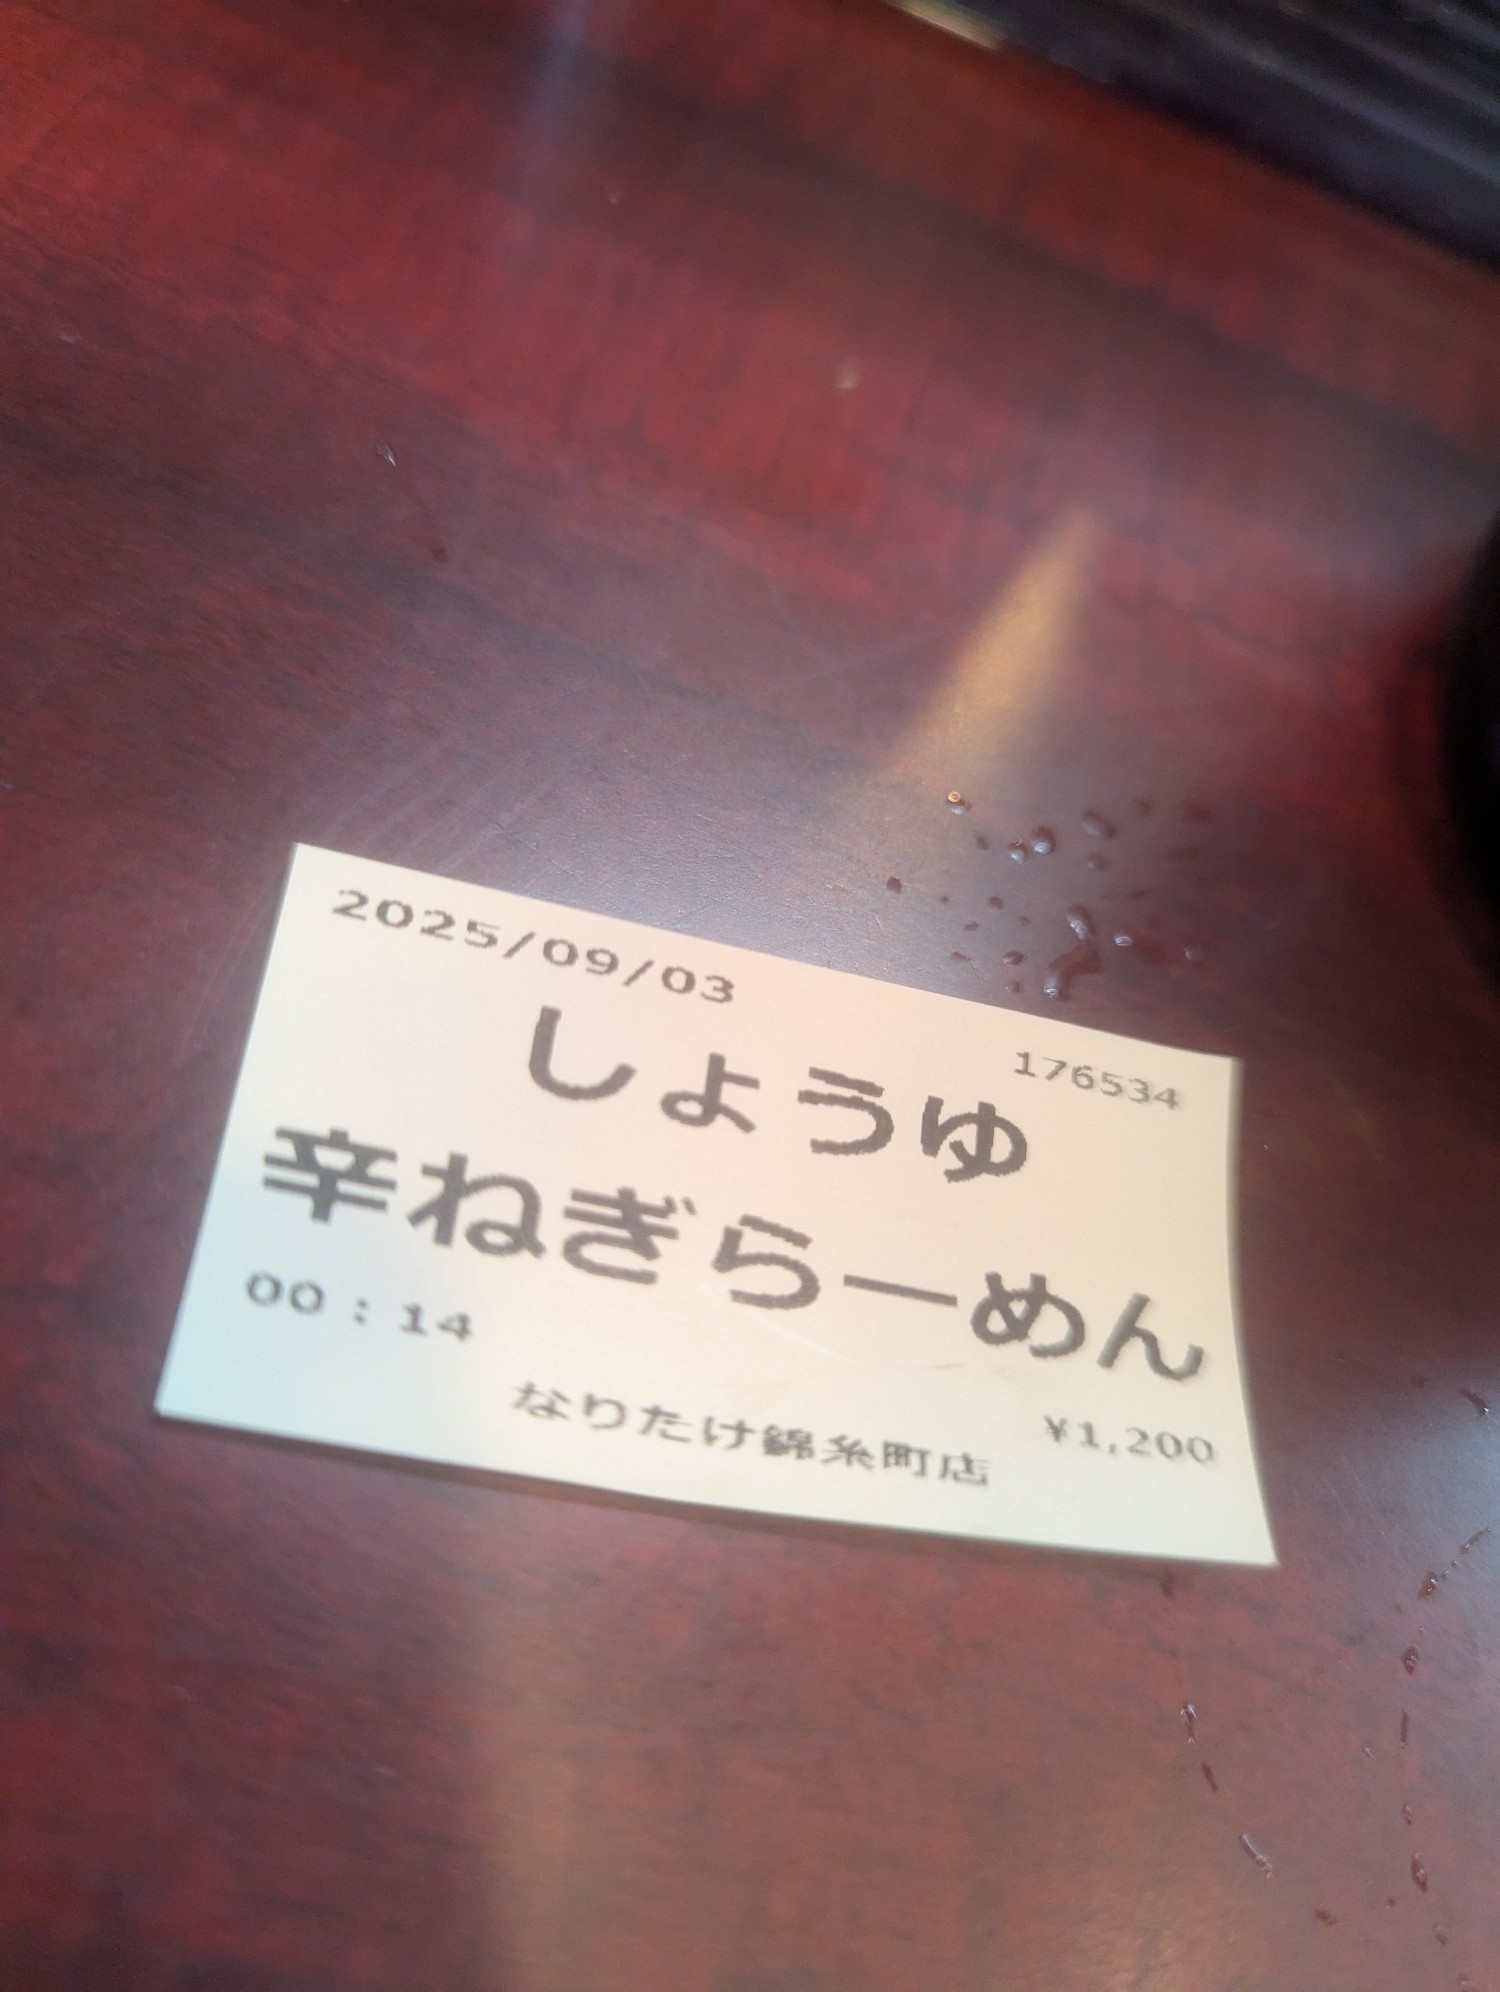 2025/09/03
176534
しょうゆ
辛ねぎらーめん
00:14
¥1,200
なりたけ錦糸町店